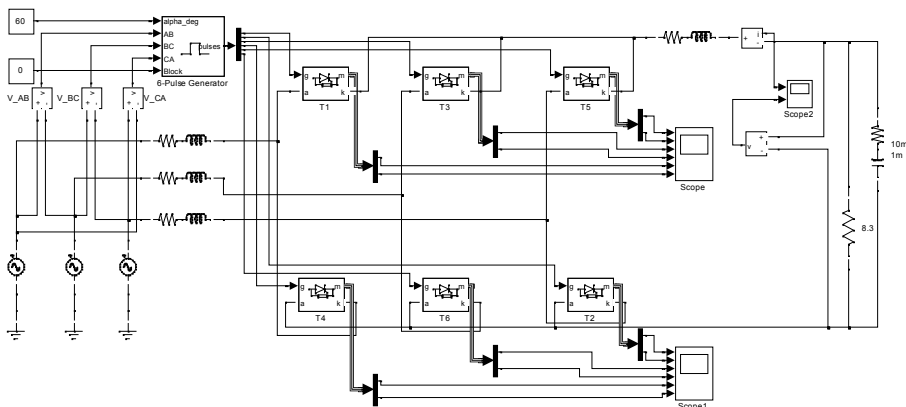 60
alpha_deg
AB
BC
CA
Block
pulses
0
6-Pulse Generator
V_AB
V_BC
V_CA
> 
+ -
>
+ -
>
+ -
g m
a k
T1
g m
a k
T3
g m
a k
T5
Scope
+ i
-
Scope2
+
v
-
10m
1m
8.3
g m
a k
T4
g m
a k
T6
g m
a k
T2
Scope1